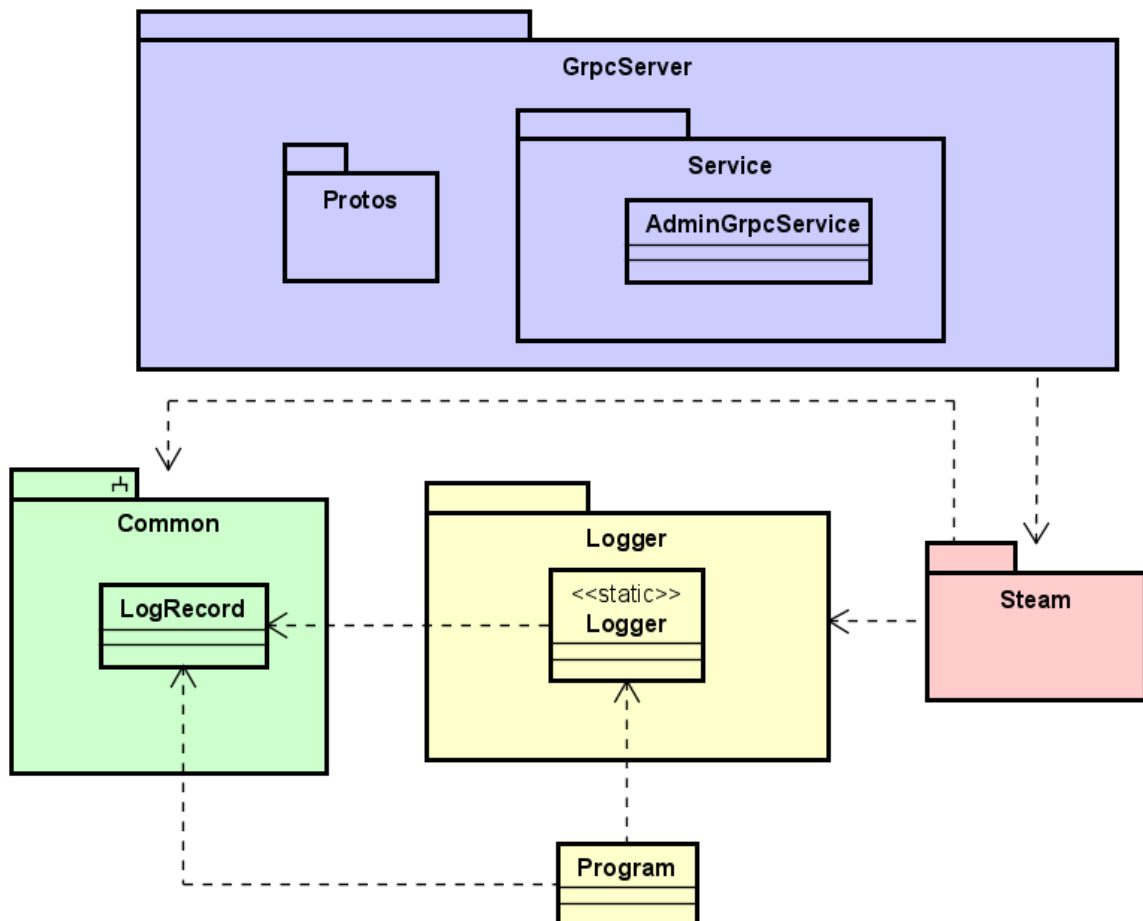 GrpcServer
Service
Protos
AdminGrpcService
Common
Logger
LogRecord
<<static>>
Logger
Steam
Program